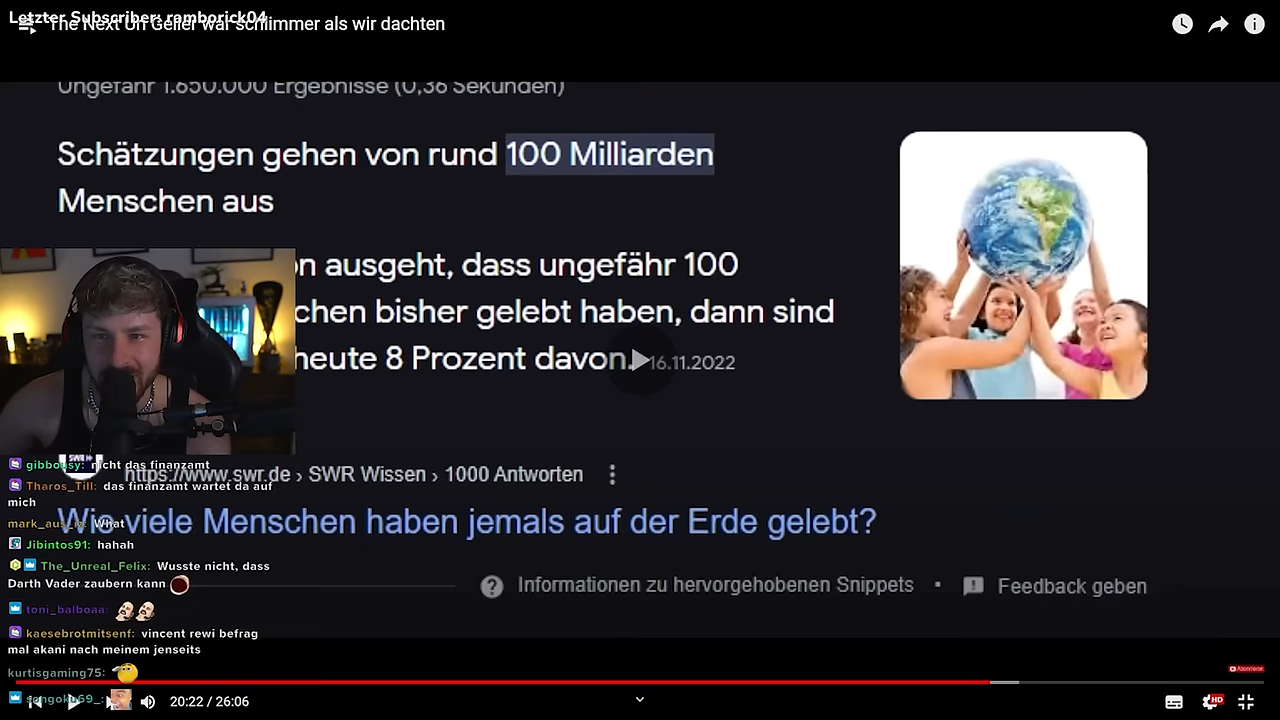 Letzter Subscriber: ramborick04
The Next Uri Geller war schlimmer als wir dachten
Ungefähr 1.650.000 Ergebnisse (0,36 Sekunden)
Schätzungen gehen von rund 100 Milliarden
Menschen aus
n ausgeht, dass ungefähr 100
chen bisher gelebt haben, dann sind
heute 8 Prozent davon. 16.11.2022
SWR
https://www.swr.de › SWR Wissen › 1000 Antworten
Wie viele Menschen haben jemals auf der Erde gelebt?
Informationen zu hervorgehobenen Snippets • Feedback geben
gibbousy: nicht das finanzamt
Tharos_Till: das finanzamt wartet da auf
mich
What
Jibintos91: hahah
The_Unreal_Felix: Wusste nicht, dass
Darth Vader zaubern kann
toni_balboaa:
kaesebrotmitsenf: vincent rewi befrag
mal akani nach meinem jenseits
kurtisgaming75:
songoku69_:
Abonnieren
20:22 / 26:06
HD